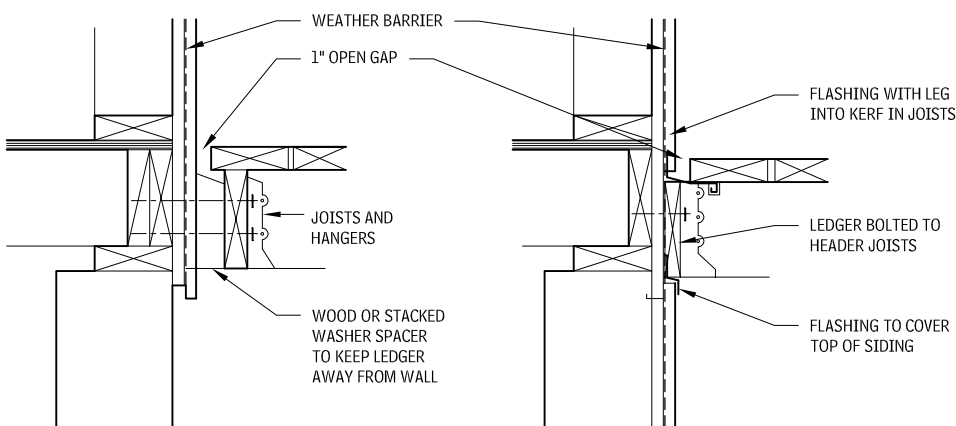 WEATHER BARRIER
1" OPEN GAP
FLASHING WITH LEG
INTO KERF IN JOISTS
JOISTS AND
HANGERS
LEDGER BOLTED TO
HEADER JOISTS
WOOD OR STACKED
WASHER SPACER
TO KEEP LEDGER
AWAY FROM WALL
FLASHING TO COVER
TOP OF SIDING